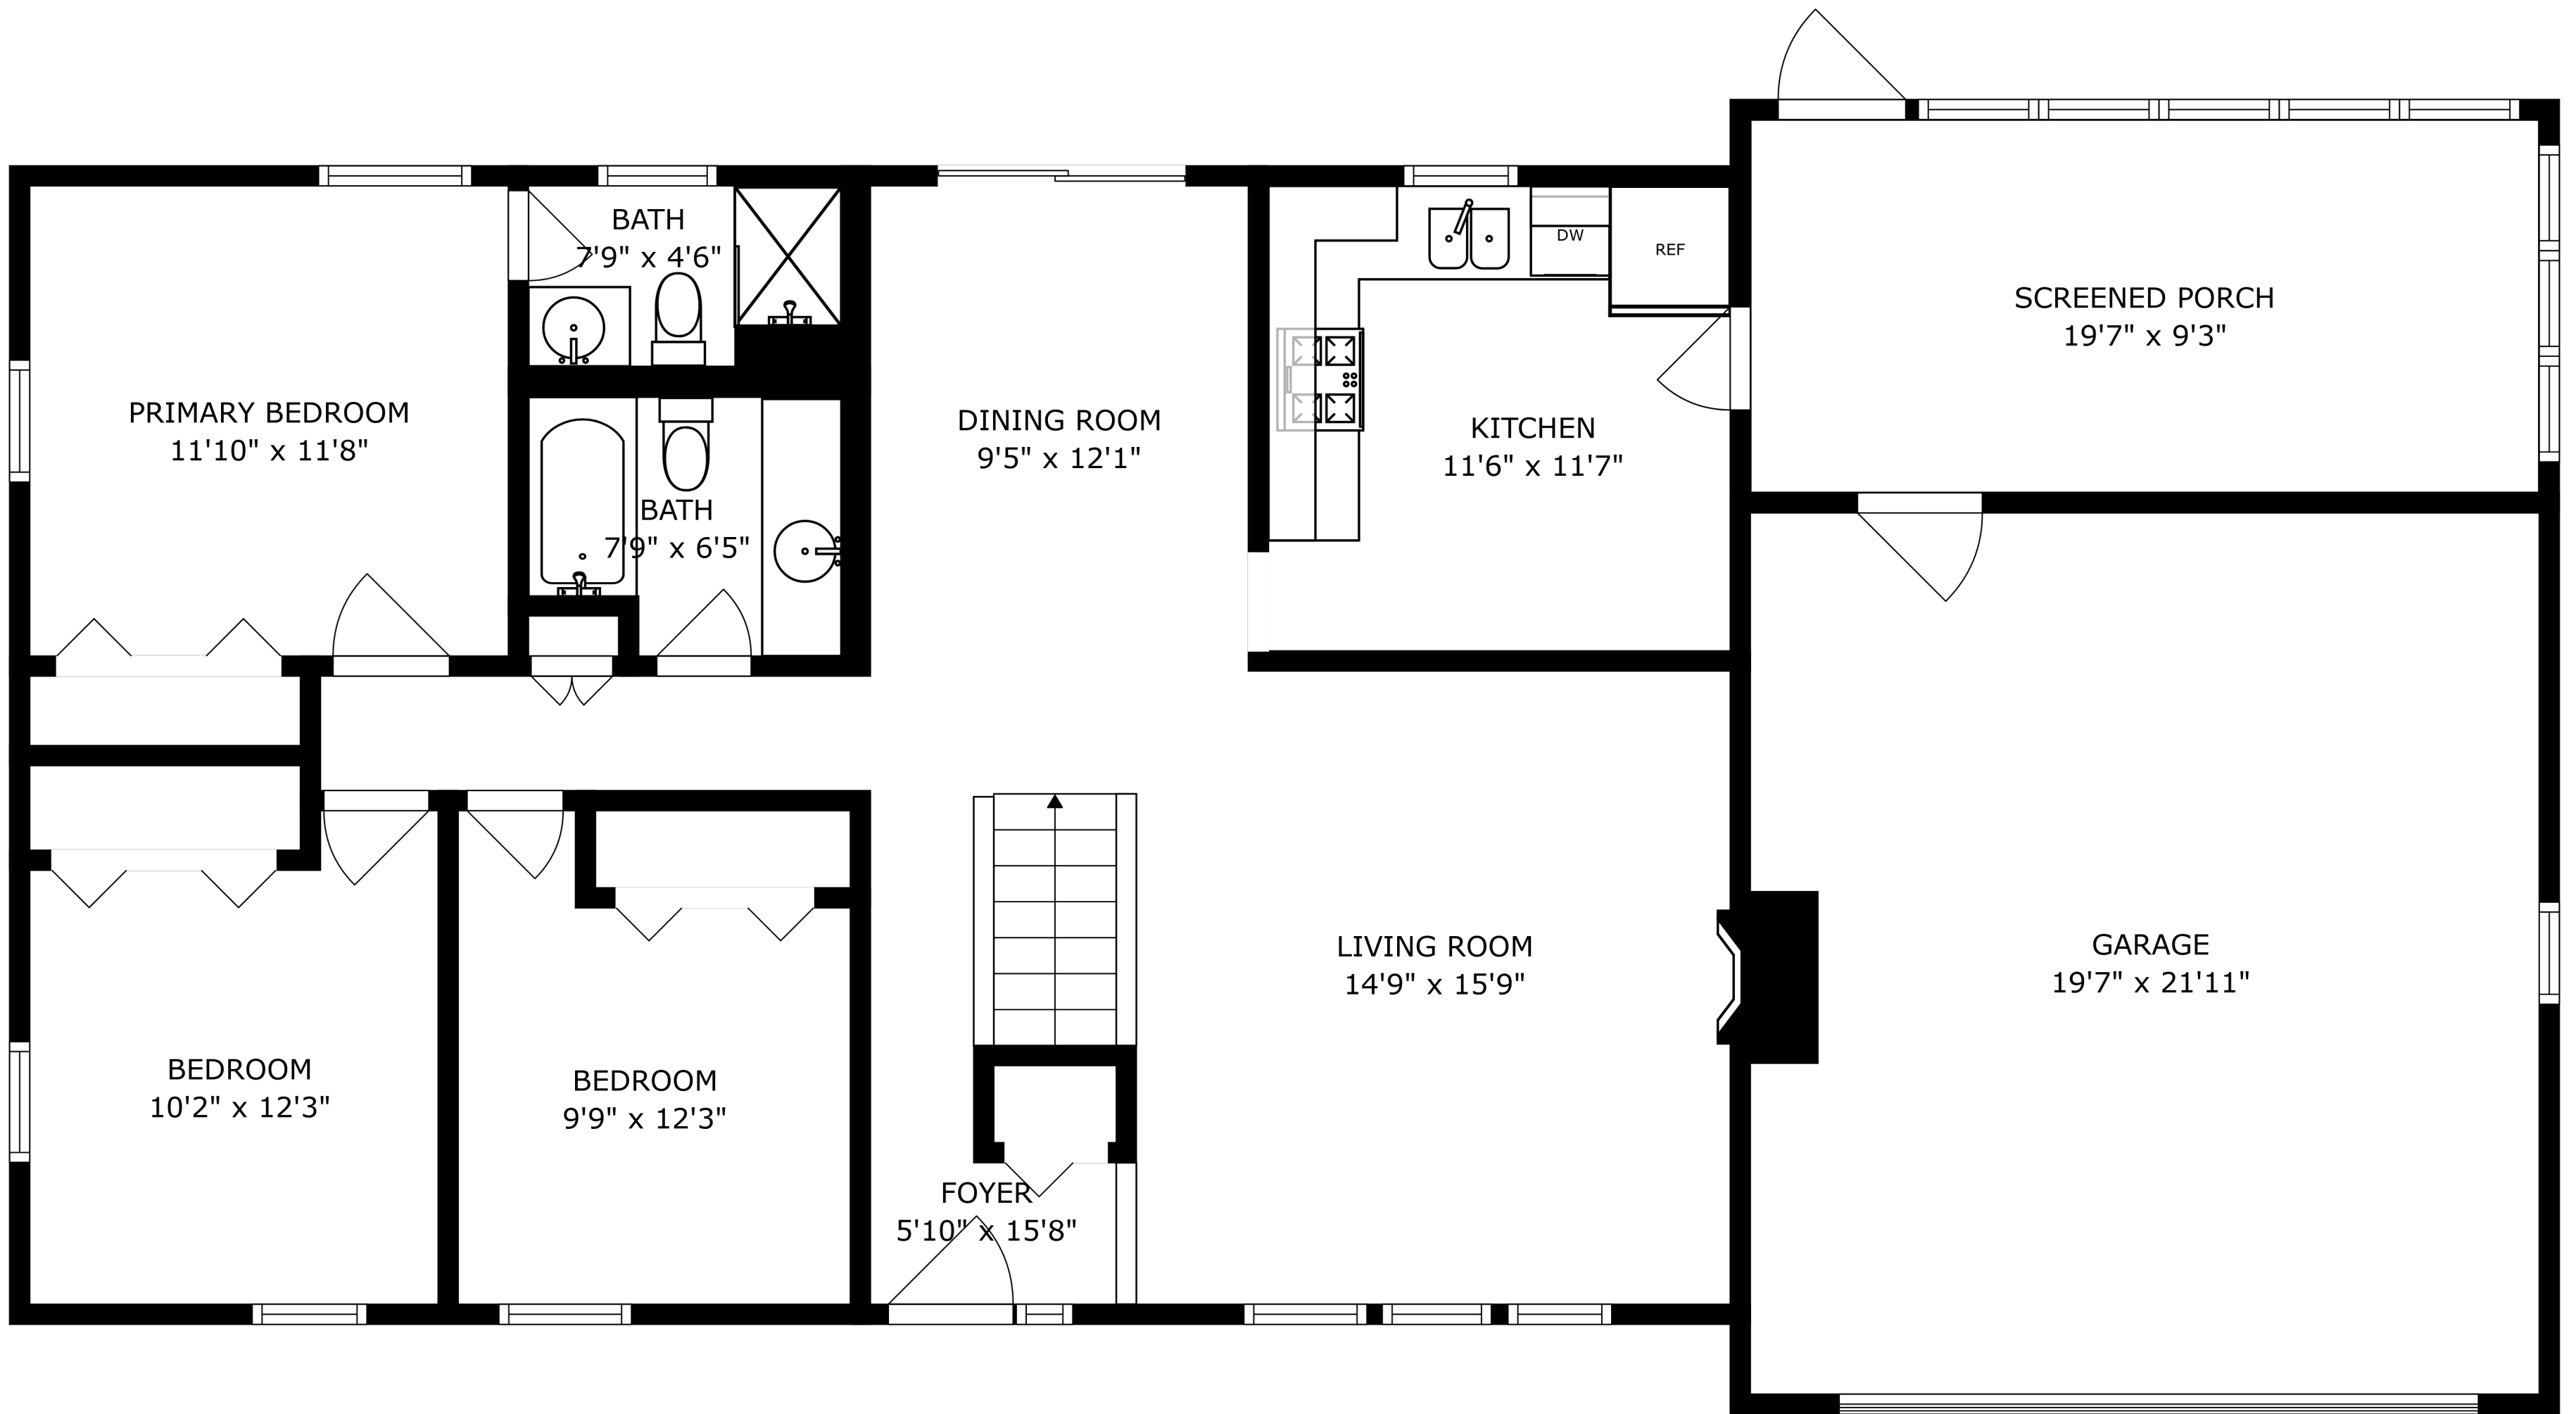 BATH
7'9" x 4'6"
DW
REF
SCREENED PORCH
19'7" x 9'3"
PRIMARY BEDROOM
11'10" x 11'8"
DINING ROOM
9'5" x 12'1"
KITCHEN
11'6" x 11'7"
BATH
7'9" x 6'5"
LIVING ROOM
14'9" x 15'9"
GARAGE
19'7" x 21'11"
BEDROOM
10'2" x 12'3"
BEDROOM
9'9" x 12'3"
FOYER
5'10" x 15'8"